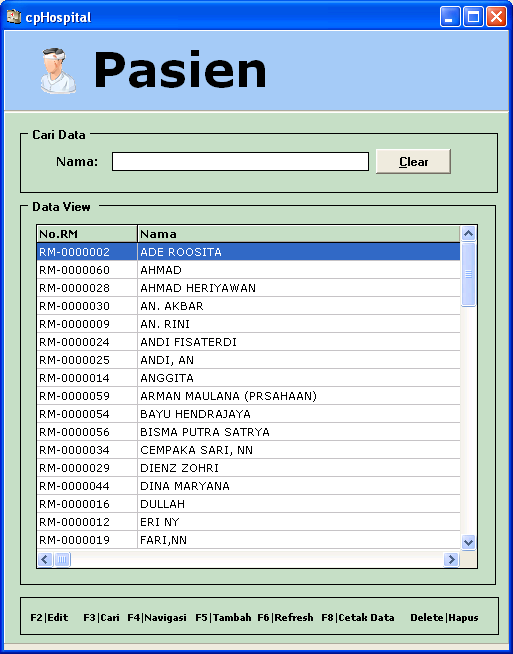 cpHospital
Pasien
Cari Data
Nama:
Clear
Data View
No.RM Nama
RM-0000002 ADE ROOSITA
RM-0000060 AHMAD
RM-0000028 AHMAD HERIYAWAN
RM-0000030 AN. AKBAR
RM-0000009 AN. RINI
RM-0000024 ANDI FISATERDI
RM-0000025 ANDI, AN
RM-0000014 ANGGITA
RM-0000059 ARMAN MAULANA (PRSAHAAN)
RM-0000054 BAYU HENDRAJAYA
RM-0000056 BISMA PUTRA SATRYA
RM-0000034 CEMPAKA SARI, NN
RM-0000029 DIENZ ZOHRI
RM-0000044 DINA MARYANA
RM-0000016 DULLAH
RM-0000012 ERI NY
RM-0000019 FARI,NN
F2|Edit F3|Cari F4|Navigasi F5|Tambah F6|Refresh F8|Cetak Data Delete|Hapus